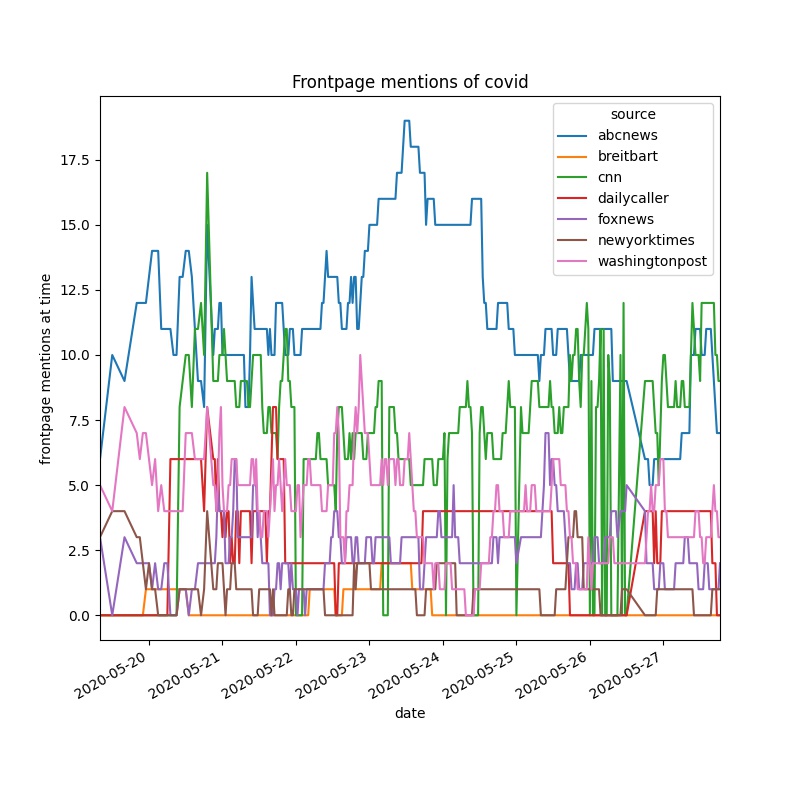 Frontpage mentions of covid
source
abcnews
breitbart
cnn
dailycaller
foxnews
newyorktimes
washingtonpost
frontpage mentions at time
17.5
15.0
12.5
10.0
7.5
5.0
2.5
0.0
2020-05-20
2020-05-21
2020-05-22
2020-05-23
2020-05-24
2020-05-25
2020-05-26
2020-05-27
date